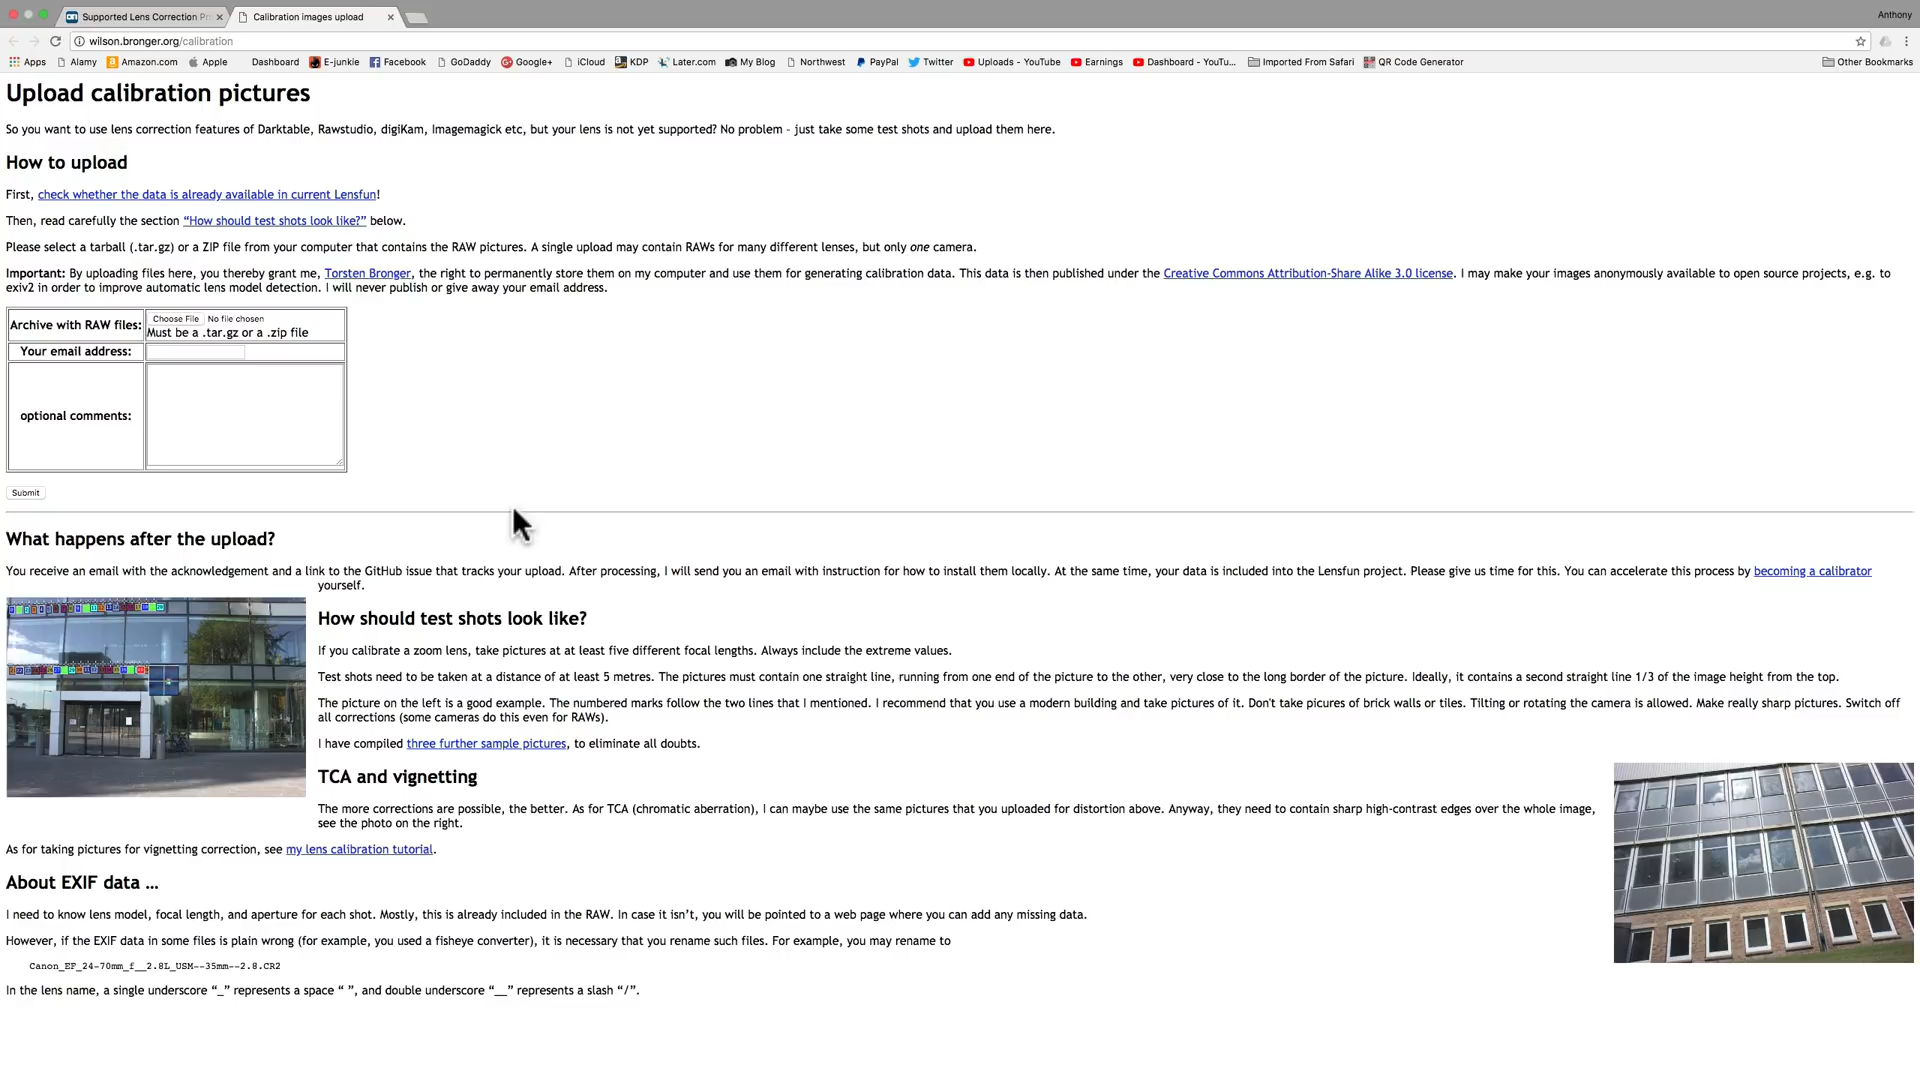 Supported Lens Correction Pr
Calibration images upload
Anthony
wilson.bronger.org/calibration
Apps Alamy Amazon.com Apple Dashboard E-junkie Facebook GoDaddy Google+ iCloud KDP Later.com My Blog Northwest PayPal Twitter Uploads - YouTube Earnings Dashboard - YouTu... Imported From Safari QR Code Generator Other Bookmarks
Upload calibration pictures
So you want to use lens correction features of Darktable, Rawstudio, digiKam, Imagemagick etc, but your lens is not yet supported? No problem – just take some test shots and upload them here.
How to upload
First, check whether the data is already available in current Lensfun!
Then, read carefully the section “How should test shots look like?” below.
Please select a tarball (.tar.gz) or a ZIP file from your computer that contains the RAW pictures. A single upload may contain RAWs for many different lenses, but only one camera.
Important: By uploading files here, you thereby grant me, Torsten Bronger, the right to permanently store them on my computer and use them for generating calibration data. This data is then published under the Creative Commons Attribution-Share Alike 3.0 license. I may make your images anonymously available to open source projects, e.g. to
exiv2 in order to improve automatic lens model detection. I will never publish or give away your email address.
Archive with RAW files: Choose File No file chosen
Must be a .tar.gz or a .zip file
Your email address:
optional comments:
Submit
What happens after the upload?
You receive an email with the acknowledgement and a link to the GitHub issue that tracks your upload. After processing, I will send you an email with instruction for how to install them locally. At the same time, your data is included into the Lensfun project. Please give us time for this. You can accelerate this process by becoming a calibrator
yourself.
How should test shots look like?
If you calibrate a zoom lens, take pictures at at least five different focal lengths. Always include the extreme values.
Test shots need to be taken at a distance of at least 5 metres. The pictures must contain one straight line, running from one end of the picture to the other, very close to the long border of the picture. Ideally, it contains a second straight line 1/3 of the image height from the top.
The picture on the left is a good example. The numbered marks follow the two lines that I mentioned. I recommend that you use a modern building and take pictures of it. Don't take picures of brick walls or tiles. Tilting or rotating the camera is allowed. Make really sharp pictures. Switch off
all corrections (some cameras do this even for RAWs).
I have compiled three further sample pictures, to eliminate all doubts.
TCA and vignetting
The more corrections are possible, the better. As for TCA (chromatic aberration), I can maybe use the same pictures that you uploaded for distortion above. Anyway, they need to contain sharp high-contrast edges over the whole image,
see the photo on the right.
As for taking pictures for vignetting correction, see my lens calibration tutorial.
About EXIF data …
I need to know lens model, focal length, and aperture for each shot. Mostly, this is already included in the RAW. In case it isn’t, you will be pointed to a web page where you can add any missing data.
However, if the EXIF data in some files is plain wrong (for example, you used a fisheye converter), it is necessary that you rename such files. For example, you may rename to
Canon_EF_24-70mm_f__2.8L_USM--35mm--2.8.CR2
In the lens name, a single underscore “_” represents a space “ ”, and double underscore “__” represents a slash “/”.